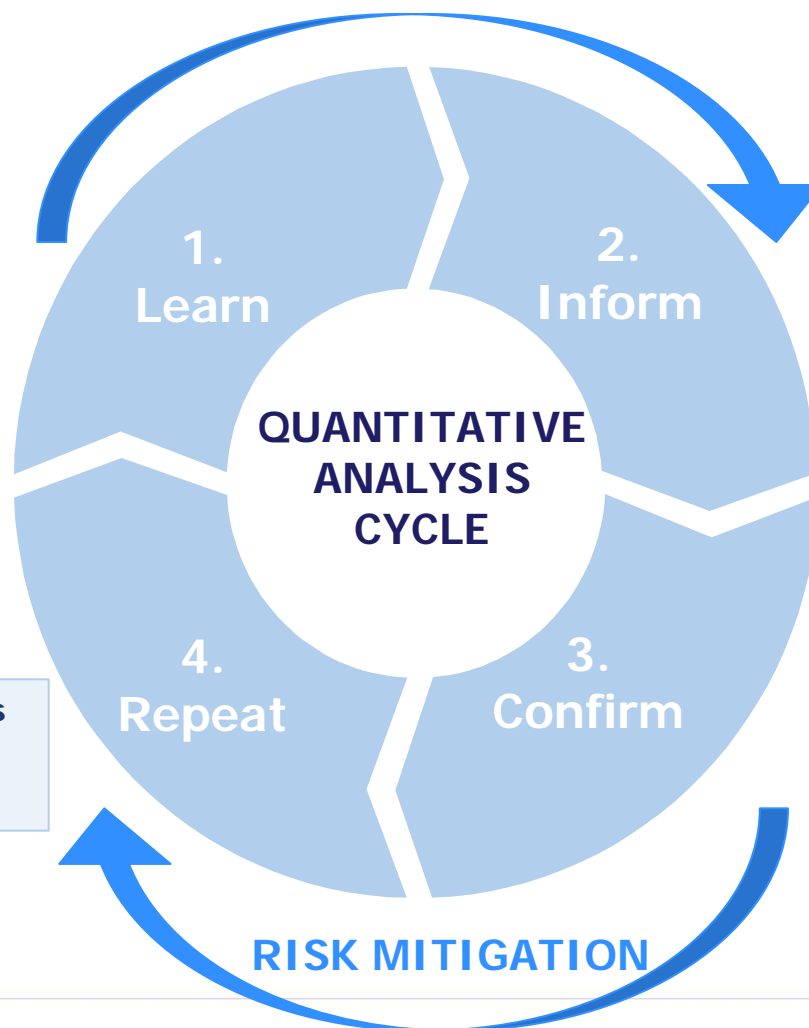 1.
Learn
2.
Inform
QUANTITATIVE
ANALYSIS
CYCLE
4.
Repeat
3.
Confirm
RISK MITIGATION